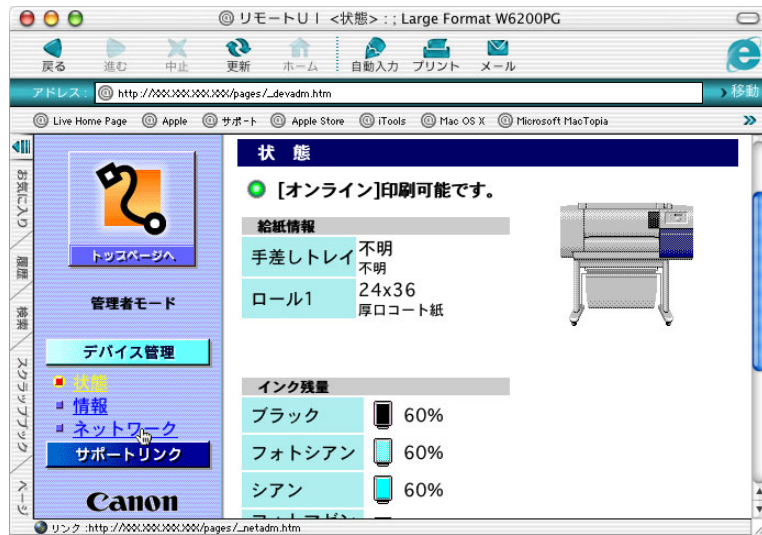 リモートUI <状態> : ; Large Format W6200PG
戻る 進む 中止 更新 ホーム 自動入力 プリント メール
アドレス: http://XXX.XXX.XXX.XXX/pages/_devadm.htm 移動
Live Home Page Apple サポート Apple Store iTools Mac OS X Microsoft MacTopia
お気に入り
履歴
検索
スクラップブック
ページ
トップページへ
管理者モード
デバイス管理
状態
情報
ネットワーク
サポートリンク
Canon
状 態
[オンライン]印刷可能です。
給紙情報
手差しトレイ 不明
不明
ロール1 24x36
厚口コート紙
インク残量
ブラック 60%
フォトシアン 60%
シアン 60%
リンク :http://XXX.XXX.XXX.XXX/pages/_netadm.htm